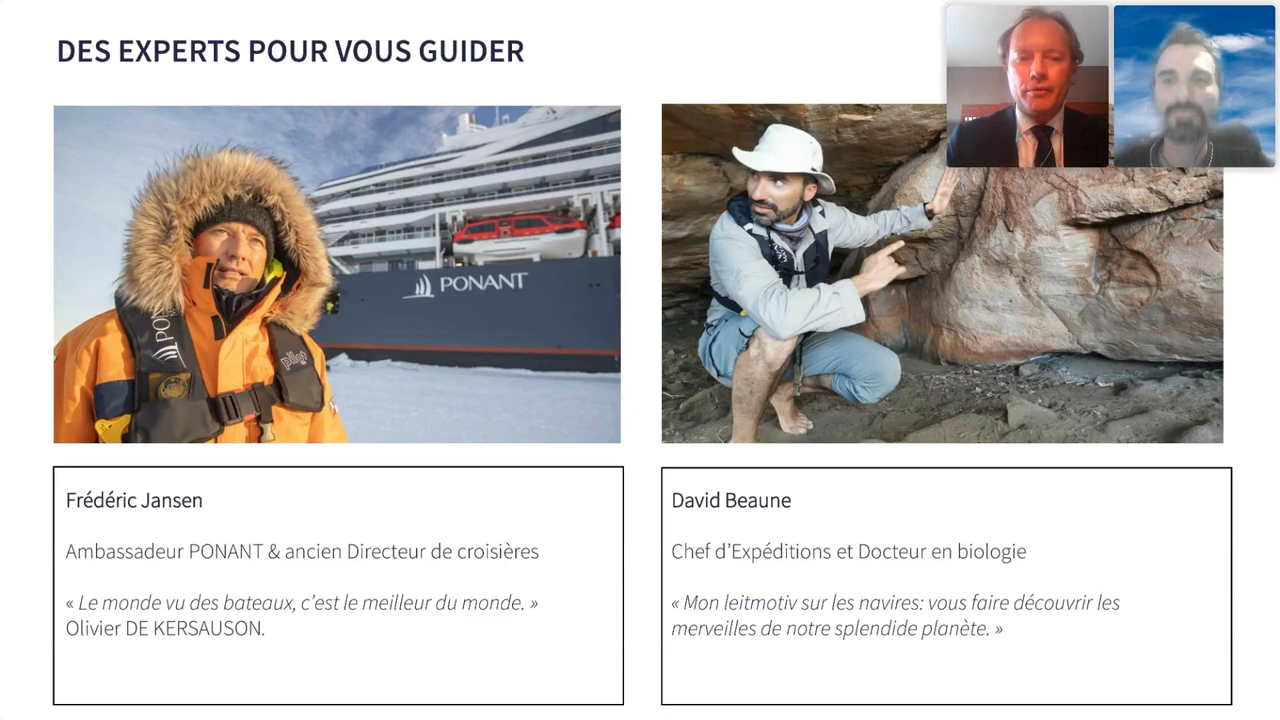 DES EXPERTS POUR VOUS GUIDER
PONANT
pilot
Frédéric Jansen
Ambassadeur PONANT & ancien Directeur de croisières
« Le monde vu des bateaux, c’est le meilleur du monde. »
Olivier DE KERSAUSON.
David Beaune
Chef d’Expéditions et Docteur en biologie
« Mon leitmotiv sur les navires: vous faire découvrir les
merveilles de notre splendide planète. »